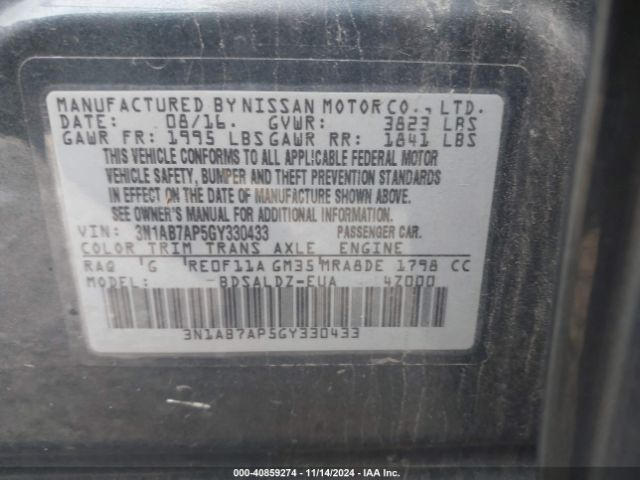 MANUFACTURED BY NISSAN MOTOR CO., LTD.
DATE: 08/16. GVWR: 3823 LBS
GAWR FR: 1995 LBS GAWR RR: 1841 LBS
THIS VEHICLE CONFORMS TO ALL APPLICABLE FEDERAL MOTOR
VEHICLE SAFETY, BUMPER AND THEFT PREVENTION STANDARDS
IN EFFECT ON THE DATE OF MANUFACTURE SHOWN ABOVE.
SEE OWNER'S MANUAL FOR ADDITIONAL INFORMATION.
VIN: 3N1AB7AP5GY330433 PASSENGER CAR.
COLOR TRIM TRANS AXLE ENGINE
RAQ G RE0F11A GM35 MRA8DE 1798 CC
MODEL: BDSALDZ-EUA 4Z000
3N1AB7AP5GY330433
000-40859274 - 11/14/2024 - IAA Inc.